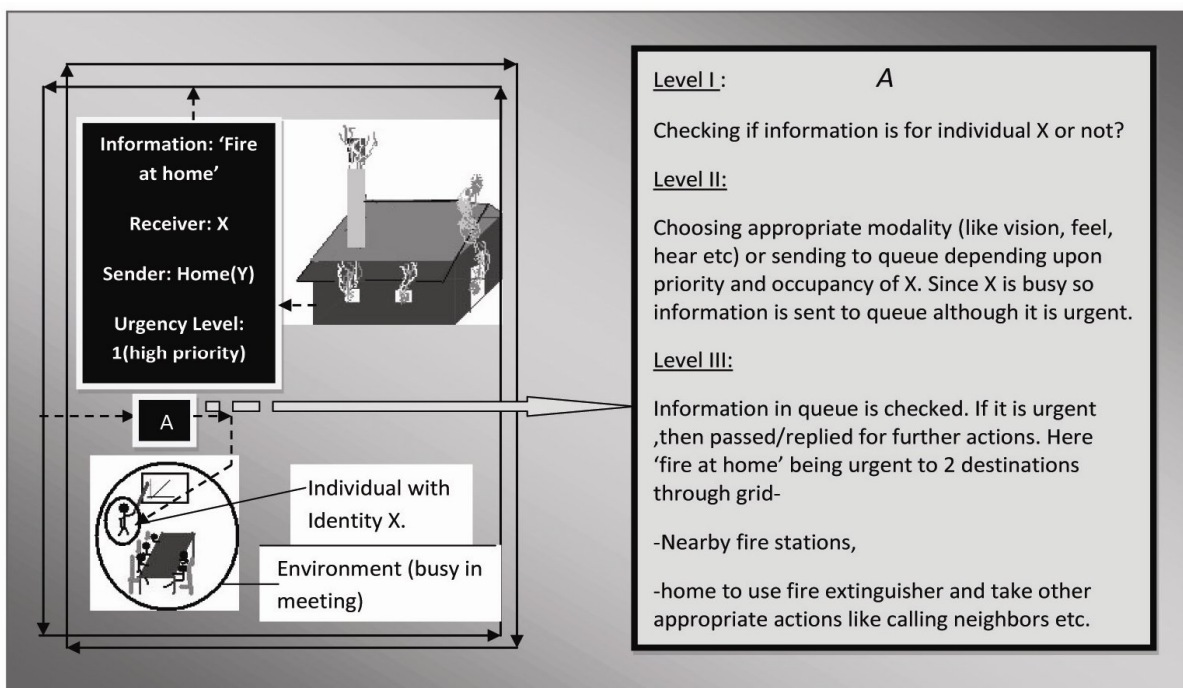 Information: ‘Fire
at home’
Receiver: X
Sender: Home(Y)
Urgency Level:
1(high priority)
A
Individual with
Identity X.
Environment (busy in
meeting)
Level I :
A
Checking if information is for individual X or not?
Level II:
Choosing appropriate modality (like vision, feel,
hear etc) or sending to queue depending upon
priority and occupancy of X. Since X is busy so
information is sent to queue although it is urgent.
Level III:
Information in queue is checked. If it is urgent
,then passed/replied for further actions. Here
‘fire at home’ being urgent to 2 destinations
through grid-
-Nearby fire stations,
-home to use fire extinguisher and take other
appropriate actions like calling neighbors etc.